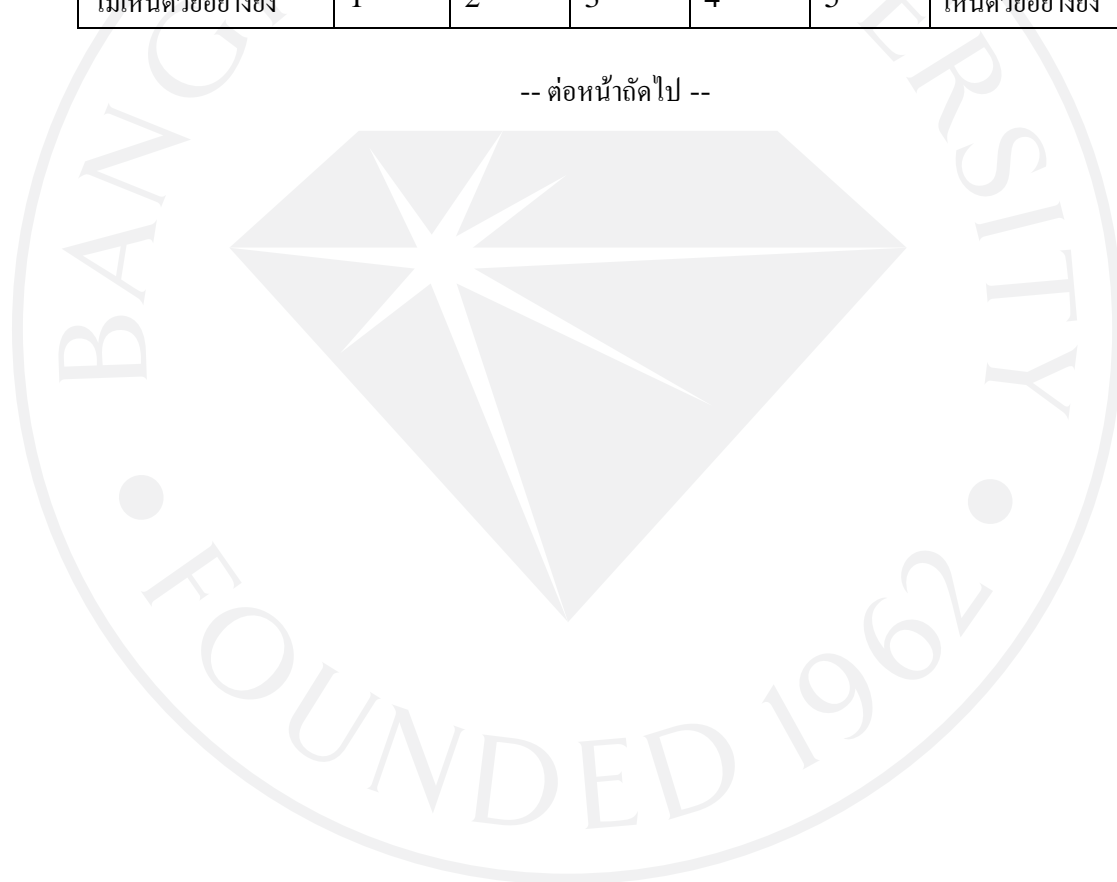 ไม่เห็นด้วยอย่างยิ่ง 1 2 3 4 5 เห็นด้วยอย่างยิ่ง
-- ต่อหน้าถัดไป --
BANG
ERSITY
• FOUNDED 1962 •